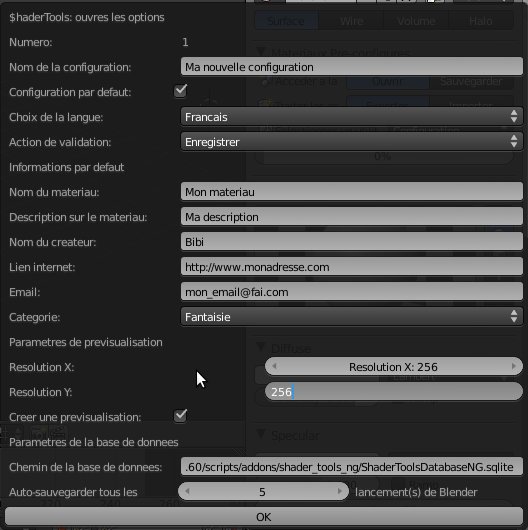 Surface Wire Volume Halo
$haderTools: ouvres les options
Numero: 1
Materiaux Pre-configures
Nom de la configuration: Ma nouvelle configuration
Configuration par defaut:
Acceder a la Ouvrir Sauvegarder
Choix de la langue: Francais
Action de validation: Enregistrer
Informations par defaut
0%
Nom du materiau: Mon materiau
Description sur le materiau: Ma description
Nom du createur: Bibi
Lien internet: http://www.monadresse.com
Email: mon_email@fai.com
Categorie: Fantaisie
Parametres de previsualisation
Diffuse
Resolution X: Resolution X: 256
Lambert
Resolution Y: 256
Creer une previsualisation:
Specular
Parametres de la base de donnees
Chemin de la base de donnees: .60/scripts/addons/shader_tools_ng/ShaderToolsDatabaseNG.sqlite
Auto-sauvegarder tous les 5 lancement(s) de Blender
OK